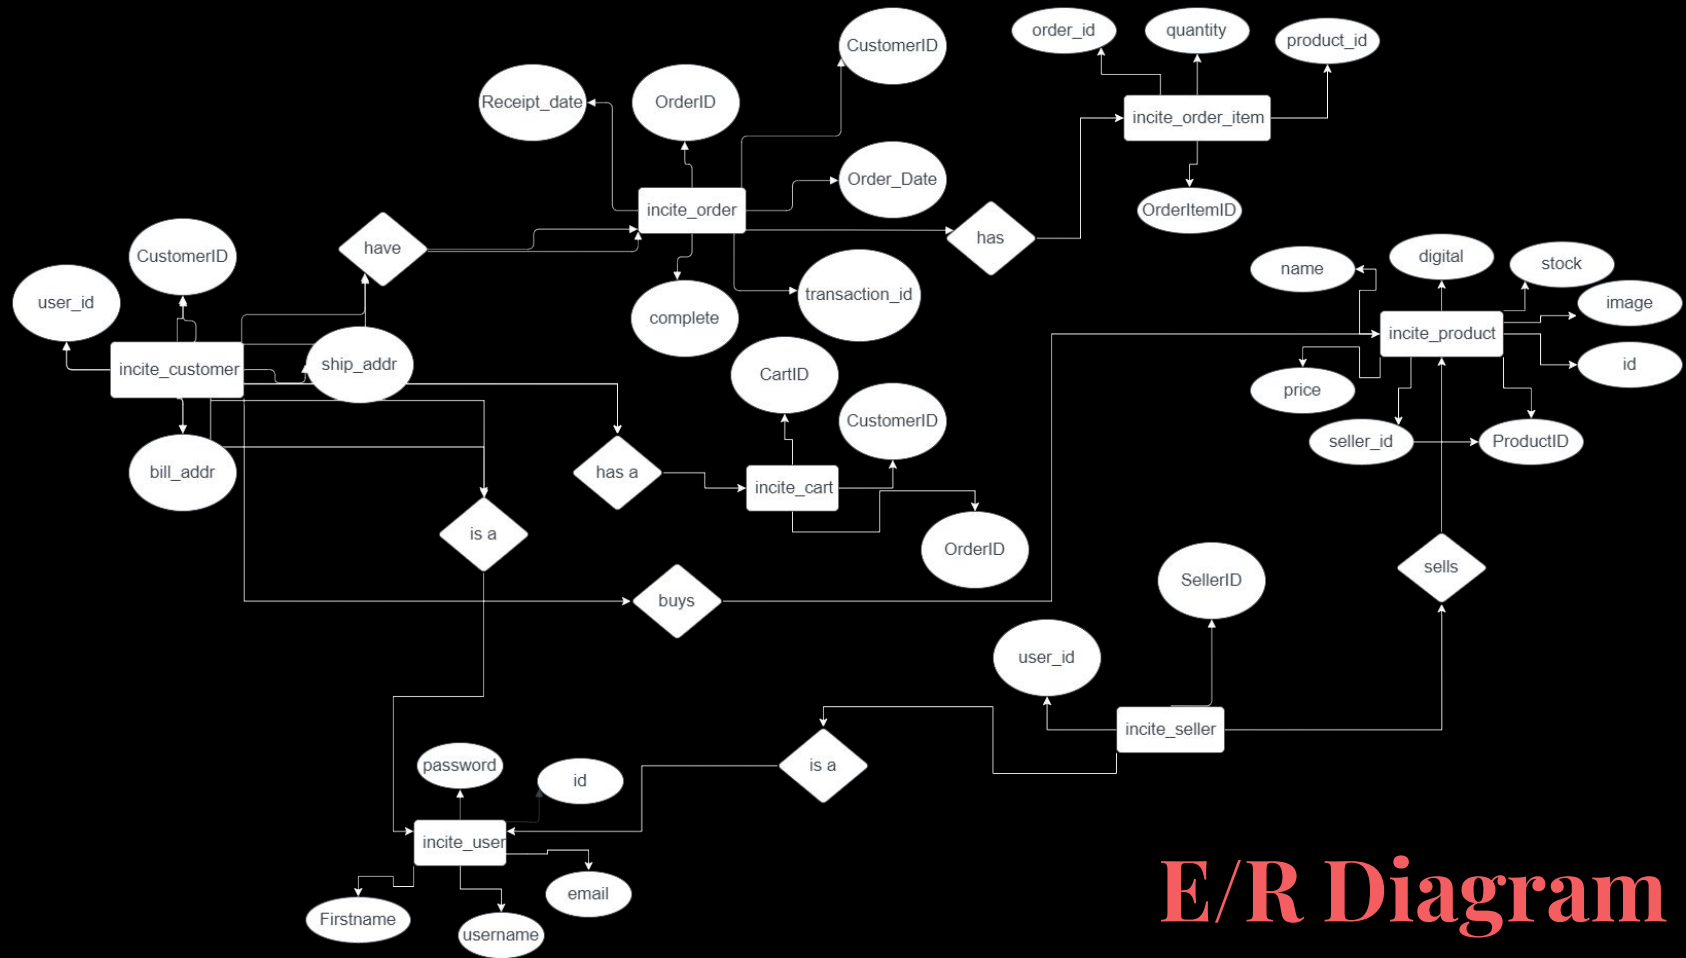 CustomerID
order_id
quantity
product_id
Receipt_date
OrderID
incite_order_item
Order_Date
incite_order
OrderItemID
have
has
CustomerID
user_id
transaction_id
complete
name
digital
stock
image
incite_product
id
price
seller_id
ProductID
incite_customer
ship_addr
CartID
CustomerID
bill_addr
has a
incite_cart
is a
OrderID
sells
SellerID
buys
user_id
incite_seller
is a
password
id
incite_user
email
Firstname
username
E/R Diagram